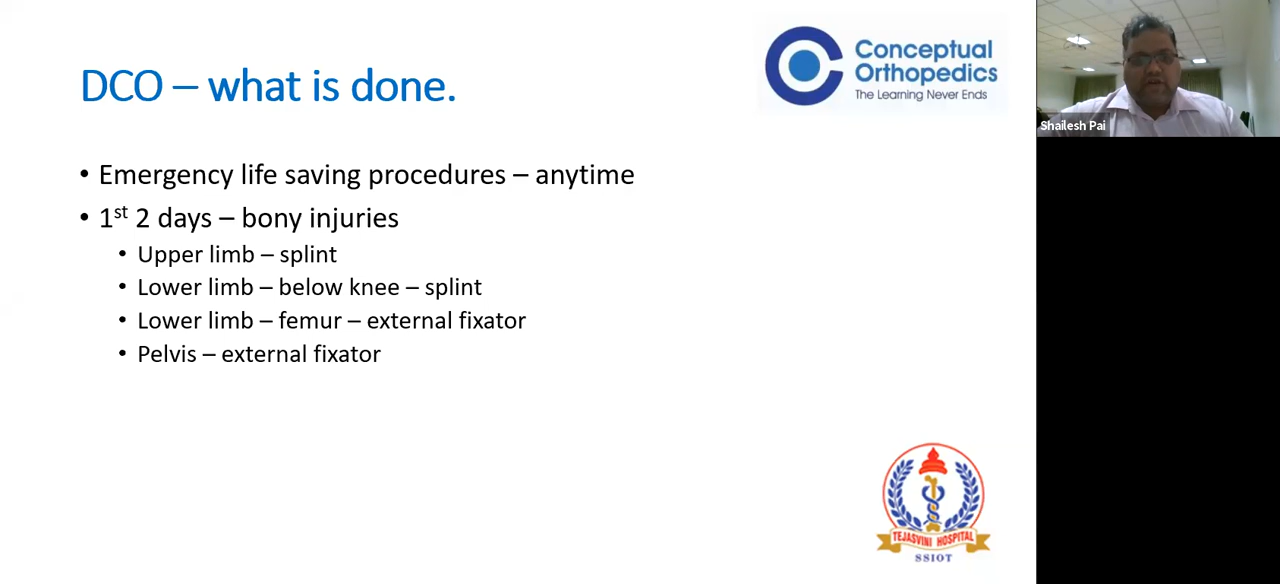 DCO – what is done.
Conceptual
Orthopedics
The Learning Never Ends
Shailesh Pai
• Emergency life saving procedures – anytime
• 1st 2 days – bony injuries
• Upper limb – splint
• Lower limb – below knee – splint
• Lower limb – femur – external fixator
• Pelvis – external fixator
TEJASVINI HOSPITAL
SSIOT